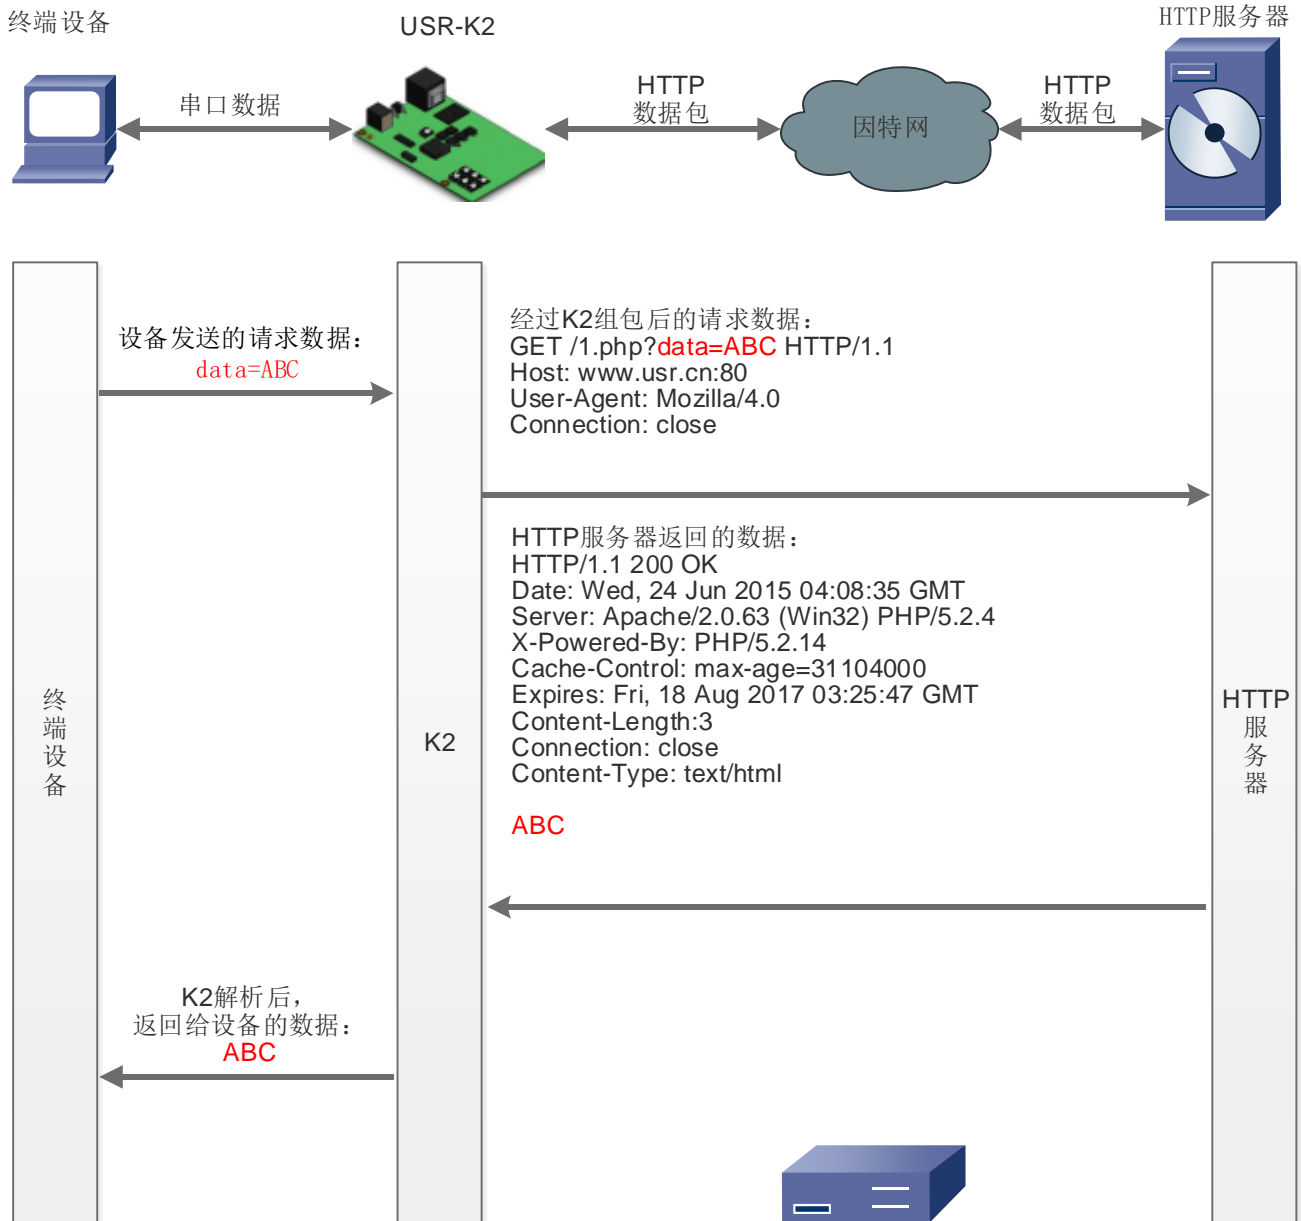 终端设备
USR-K2
HTTP服务器
串口数据
HTTP
数据包
因特网
HTTP
数据包
设备发送的请求数据：
data=ABC
经过K2组包后的请求数据：
GET /1.php?data=ABC HTTP/1.1
Host: www.usr.cn:80
User-Agent: Mozilla/4.0
Connection: close
HTTP服务器返回的数据：
HTTP/1.1 200 OK
Date: Wed, 24 Jun 2015 04:08:35 GMT
Server: Apache/2.0.63 (Win32) PHP/5.2.4
X-Powered-By: PHP/5.2.14
Cache-Control: max-age=31104000
Expires: Fri, 18 Aug 2017 03:25:47 GMT
Content-Length:3
Connection: close
Content-Type: text/html
ABC
终端设备
K2
HTTP
服务器
K2解析后，
返回给设备的数据：
ABC